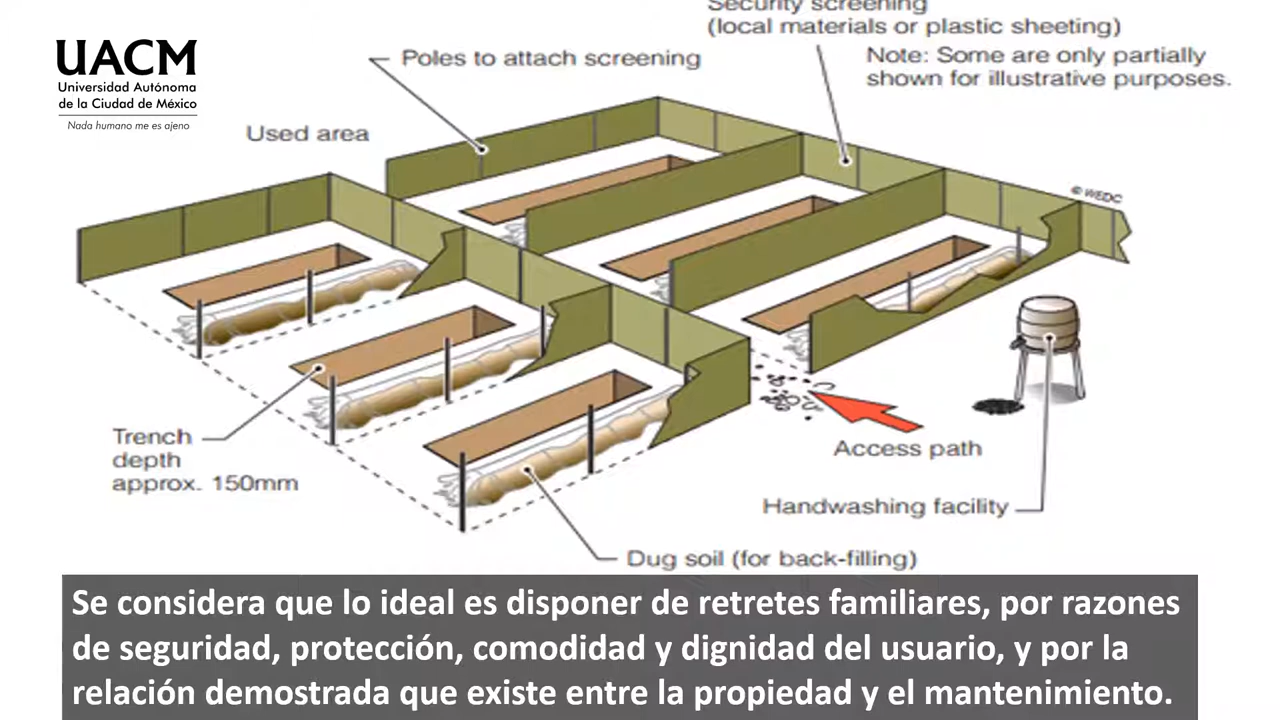 Security screening
(local materials or plastic sheeting)
Note: Some are only partially
shown for illustrative purposes.
Poles to attach screening
UACM
Universidad Autónoma
de la Ciudad de México
Nada humano me es ajeno
Used area
© WEDC
Trench
depth
approx. 150mm
Access path
Handwashing facility
Dug soil (for back-filling)
Se considera que lo ideal es disponer de retretes familiares, por razones
de seguridad, protección, comodidad y dignidad del usuario, y por la
relación demostrada que existe entre la propiedad y el mantenimiento.